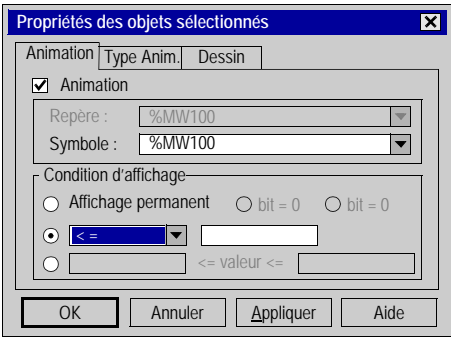 Propriétés des objets sélectionnés
Animation Type Anim. Dessin
Animation
Repère : %MW100
Symbole : %MW100
Condition d'affichage
Affichage permanent bit = 0 bit = 0
< =
<= valeur <=
OK Annuler Appliquer Aide